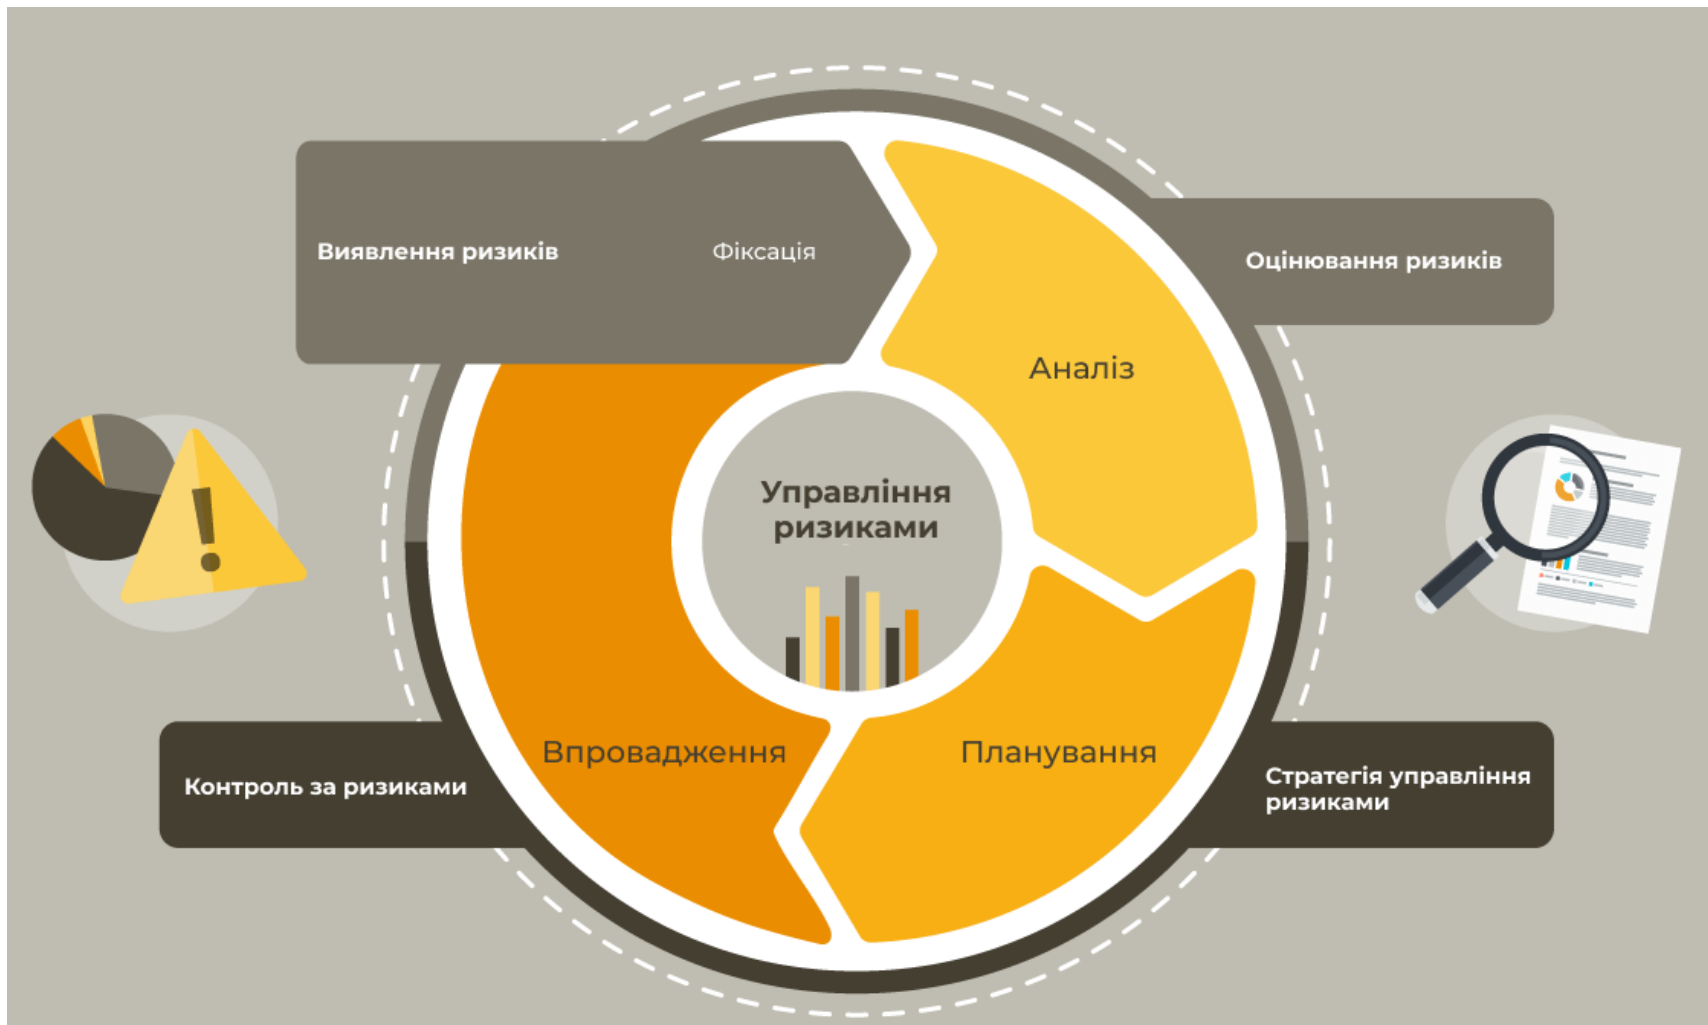 Виявлення ризиків
Фіксація
Оцінювання ризиків
Аналіз
Управління
ризиками
Впровадження
Планування
Контроль за ризиками
Стратегія управління
ризиками